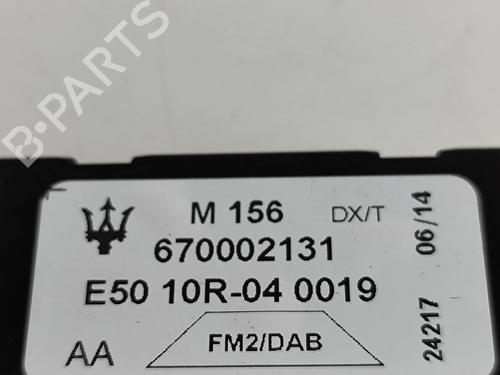 B-PARTS
M 156
DX/T
670002131
E50 10R-04 0019
AA
FM2/DAB
24217
06/14